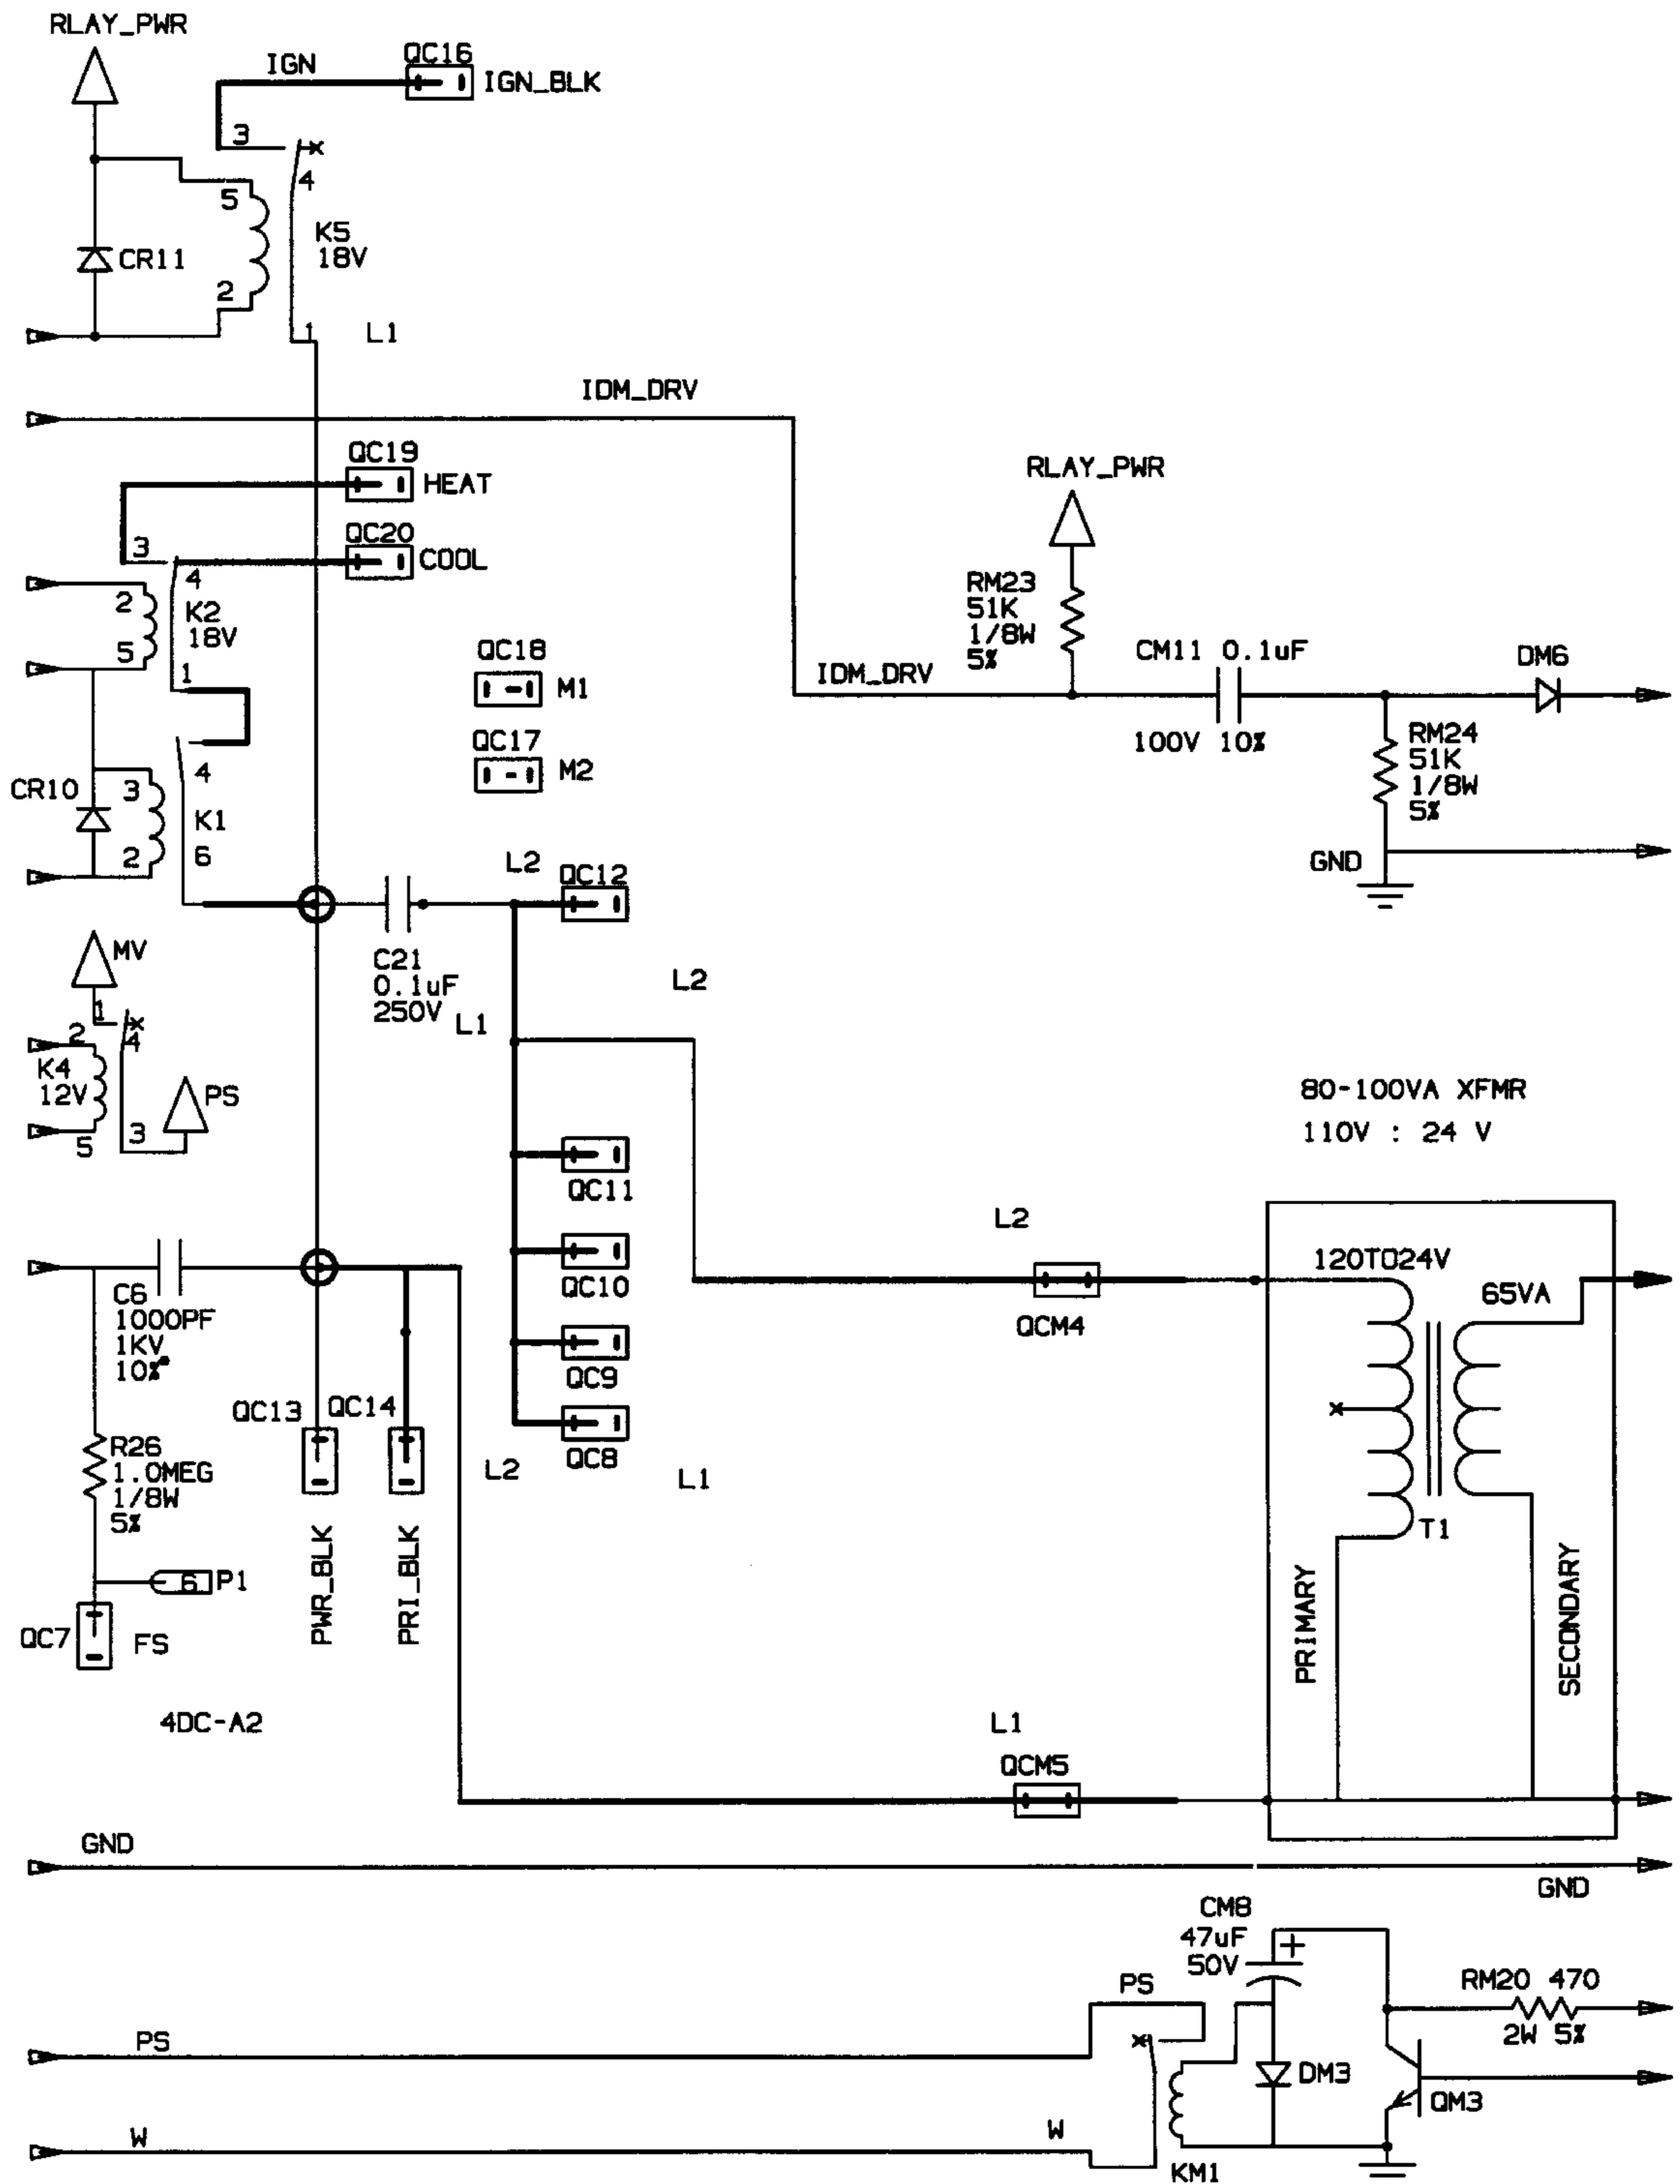 RLAY_PWR
IGN
QC16
IGN_BLK
3
4
5
K5
18V
CR11
2
1
L1
IDM_DRV
QC19
HEAT
QC20
COOL
3
4
2
K2
18V
5
1
QC18
M1
QC17
M2
RLAY_PWR
RM23
51K
1/8W
5%
IDM_DRV
CM11 0.1uF
100V 10%
DM6
RM24
51K
1/8W
5%
GND
4
CR10
3
K1
2
6
L2
QC12
C21
0.1uF
250V
L2
L1
MV
1
2
4
K4
12V
PS
5
3
80-100VA XFMR
110V : 24 V
QC11
L2
QC10
QCM4
120TO24V
65VA
C6
1000PF
1KV
10%
QC9
QC13
QC14
QC8
L2
L1
R26
1.0MEG
1/8W
5%
T1
PWR_BLK
PRI_BLK
6
P1
QC7
FS
PRIMARY
SECONDARY
4DC-A2
L1
QCM5
GND
GND
CM8
47uF
50V
+
PS
RM20 470
2W 5%
PS
DM3
QM3
W
W
KM1